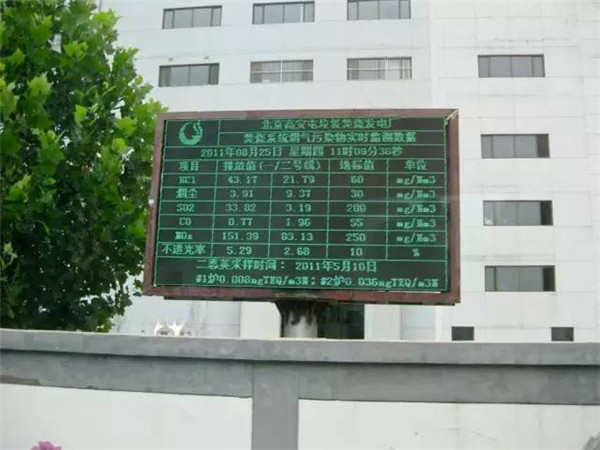 北京高安屯垃圾焚烧发电厂
焚烧系统烟气污染物实时监测数据
2011年08月25日 星期四 11时09分38秒
项目 排放值(一/二号线) 地标值 单位
HCl 43.17 21.79 60 mg/Nm3
烟尘 3.91 9.37 30 mg/Nm3
SO2 33.82 3.19 200 mg/Nm3
CO 0.77 1.96 55 mg/Nm3
NOx 151.39 83.13 250 mg/Nm3
不透光率 5.29 2.68 10 %
二恶英采样时间： 2011年5月10日
#1炉0.008ngTEQ/m3N；#2炉0.036ngTEQ/m3N